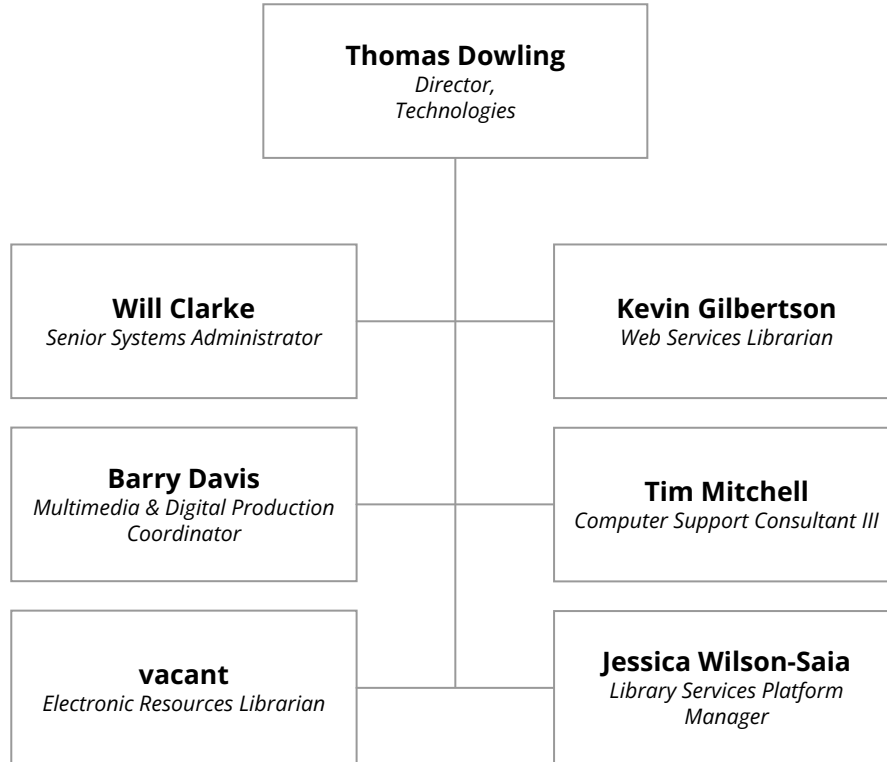 Thomas Dowling
Director,
Technologies
Will Clarke
Senior Systems Administrator
Kevin Gilbertson
Web Services Librarian
Barry Davis
Multimedia & Digital Production
Coordinator
Tim Mitchell
Computer Support Consultant III
vacant
Electronic Resources Librarian
Jessica Wilson-Saia
Library Services Platform
Manager